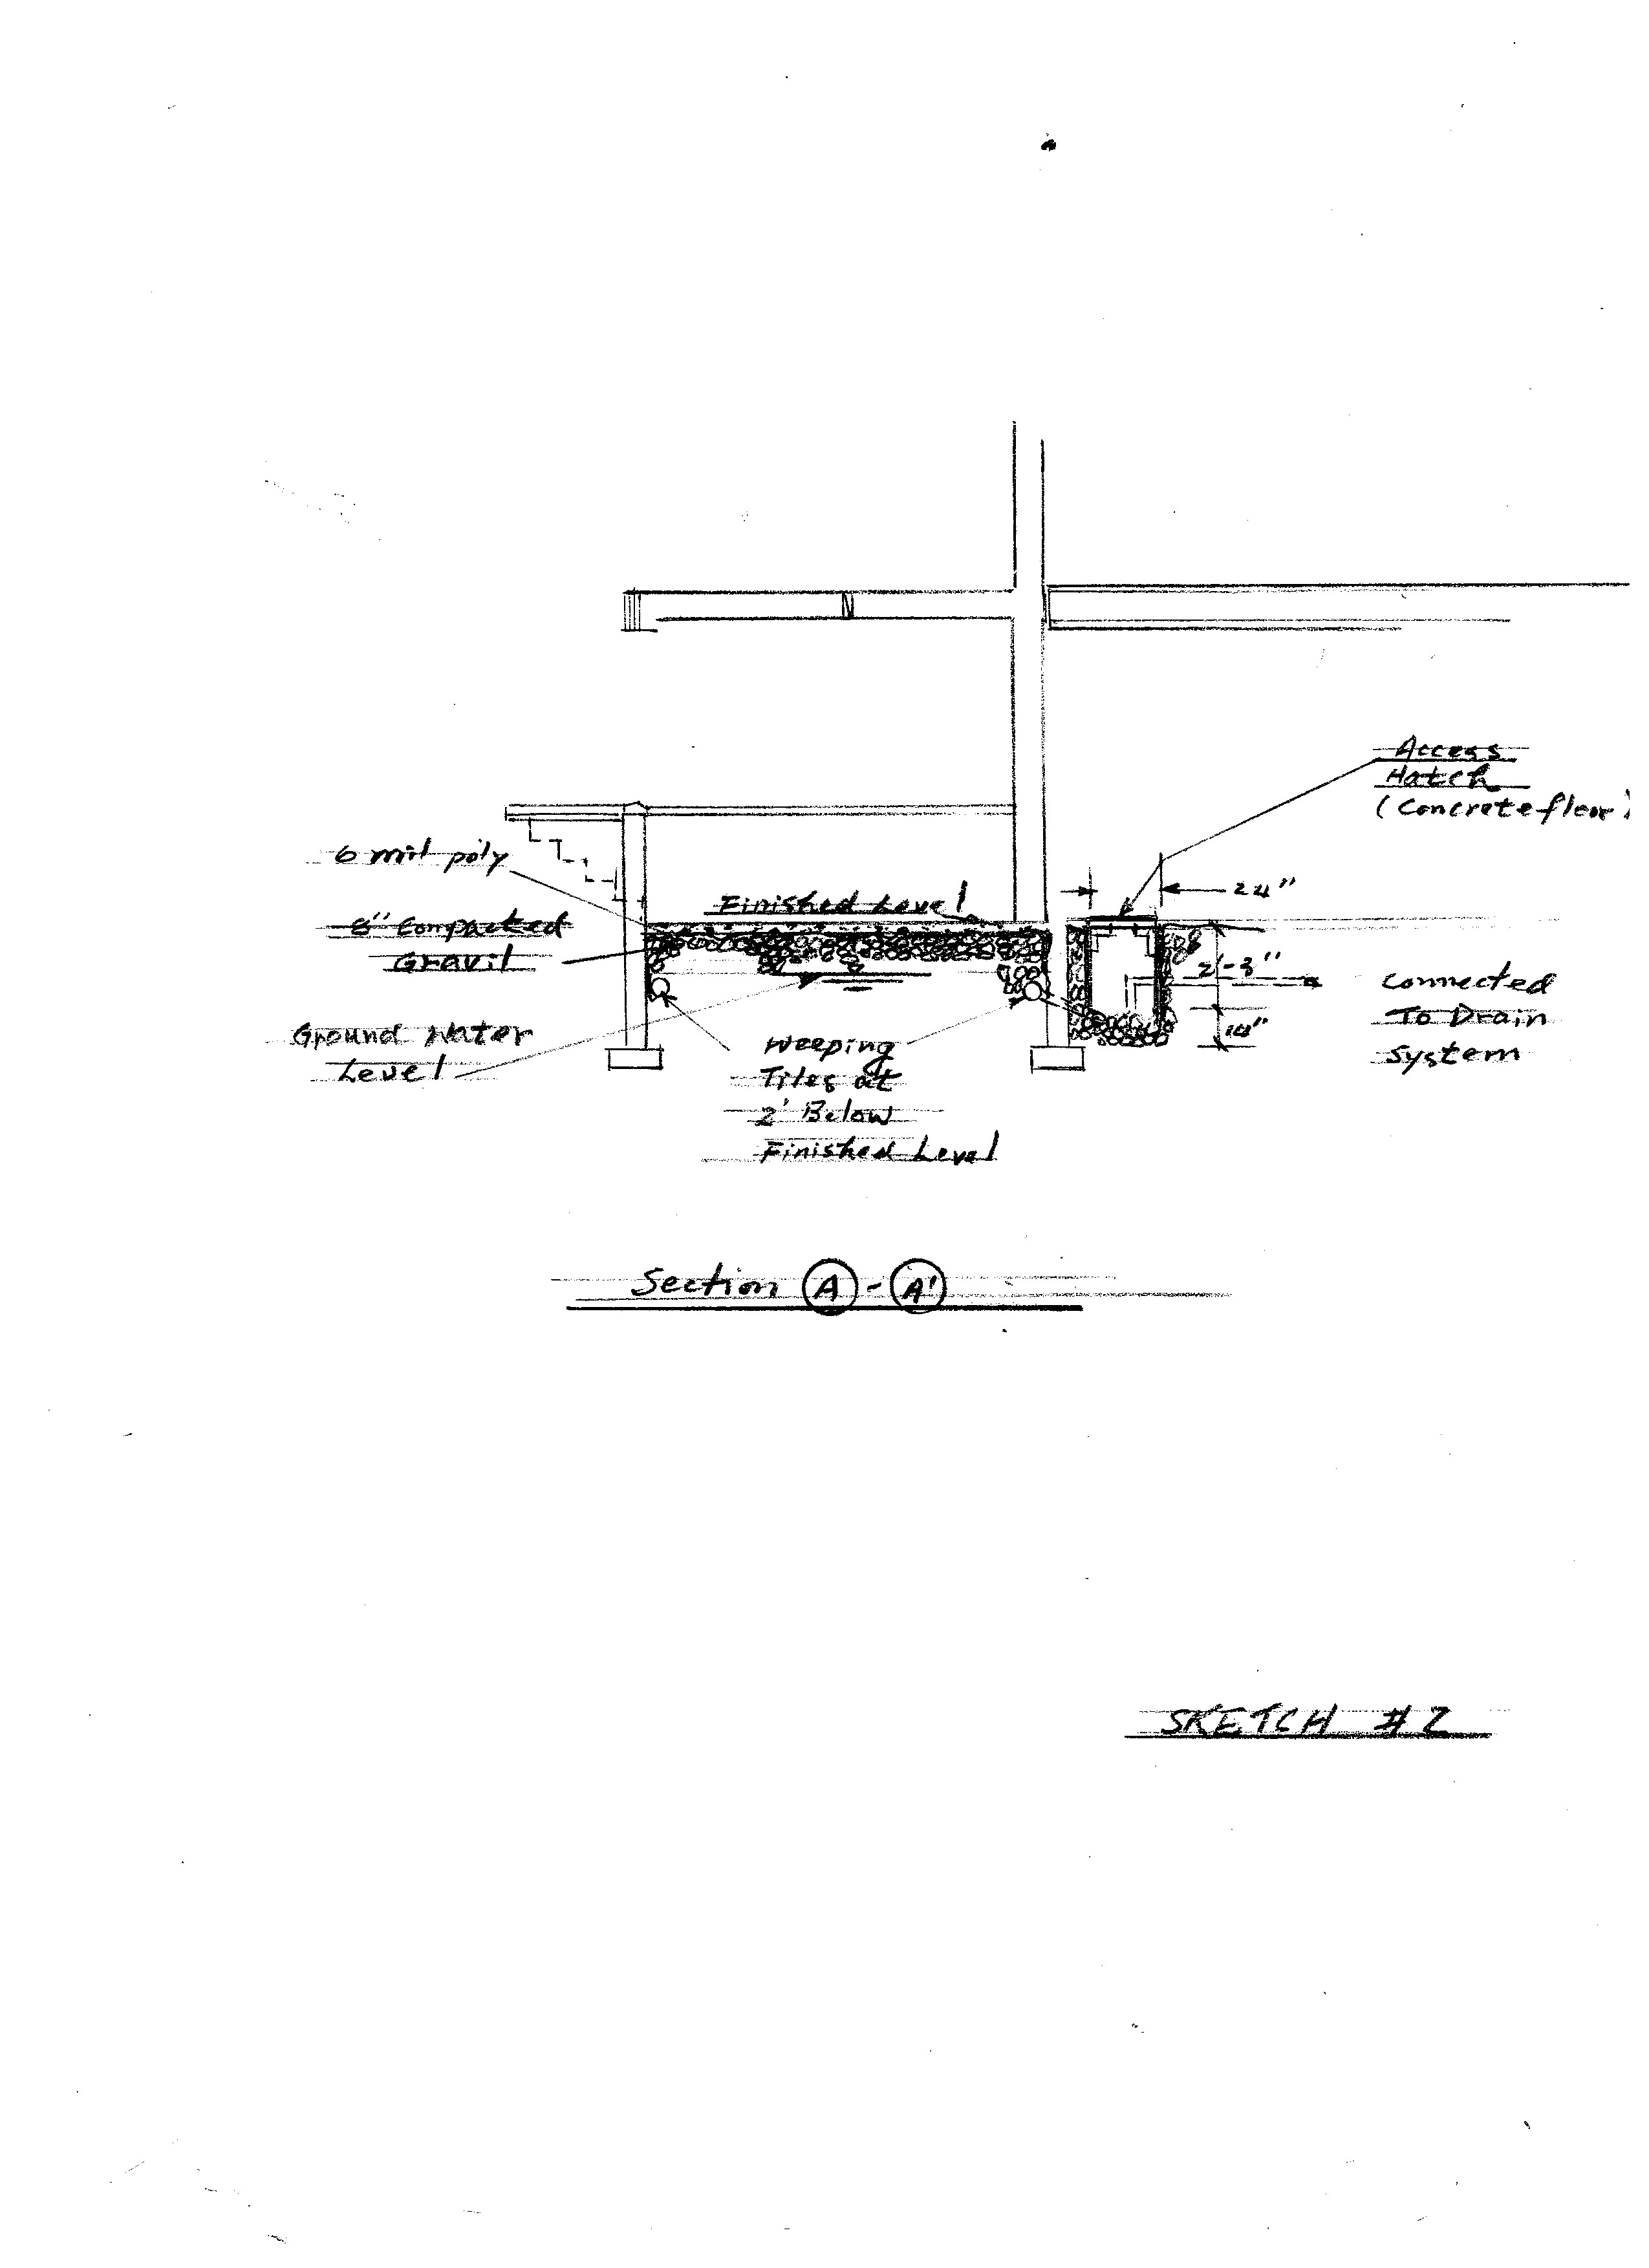 Access
Hatch
(Concrete floor)
6 mil poly
Finished Level
24"
8" Compacted
Gravil
2'-3"
Connected
To Drain
System
Ground Water
Level
weeping
Tiles at
2' Below
Finished Level
Section A - A'
SKETCH #2